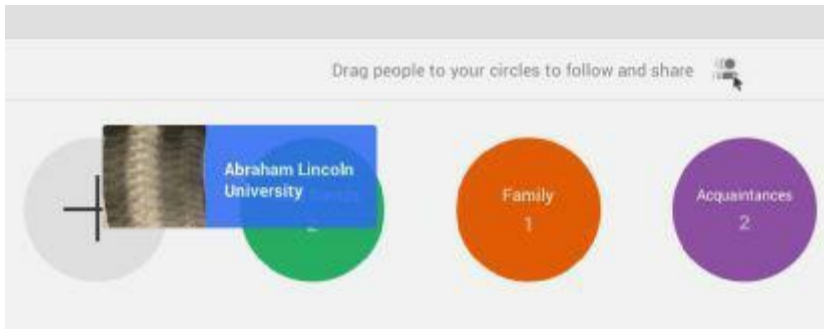 Drag people to your circles to follow and share
Abraham Lincoln
University
Family
1
Acquaintances
2